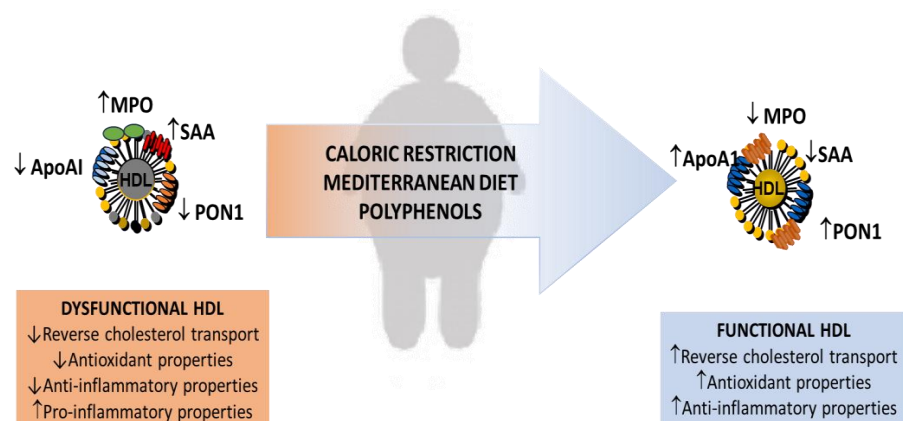 ↑MPO
↑SAA
↓ApoAI
HDL
↓PON1
CALORIC RESTRICTION
MEDITERRANEAN DIET
POLYPHENOLS
↓MPO
↑ApoA1
↓SAA
HDL
↑PON1
DYSFUNCTIONAL HDL
↓Reverse cholesterol transport
↓Antioxidant properties
↓Anti-inflammatory properties
↑Pro-inflammatory properties
FUNCTIONAL HDL
↑Reverse cholesterol transport
↑Antioxidant properties
↑Anti-inflammatory properties